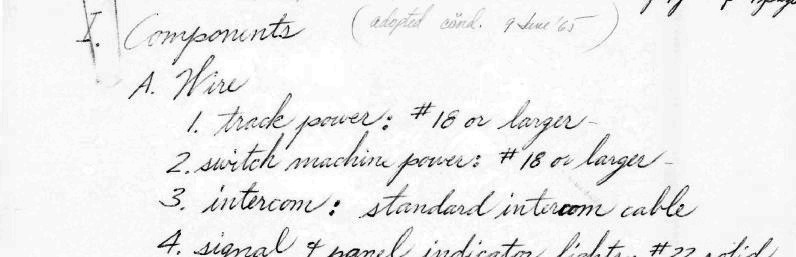 I. Components (adopted cond. 9 June '65)
A. Wire
1. track power: #18 or larger -
2. switch machine power: #18 or larger -
3. intercom: standard intercom cable
4. signal & panel indicator lights: #22 solid